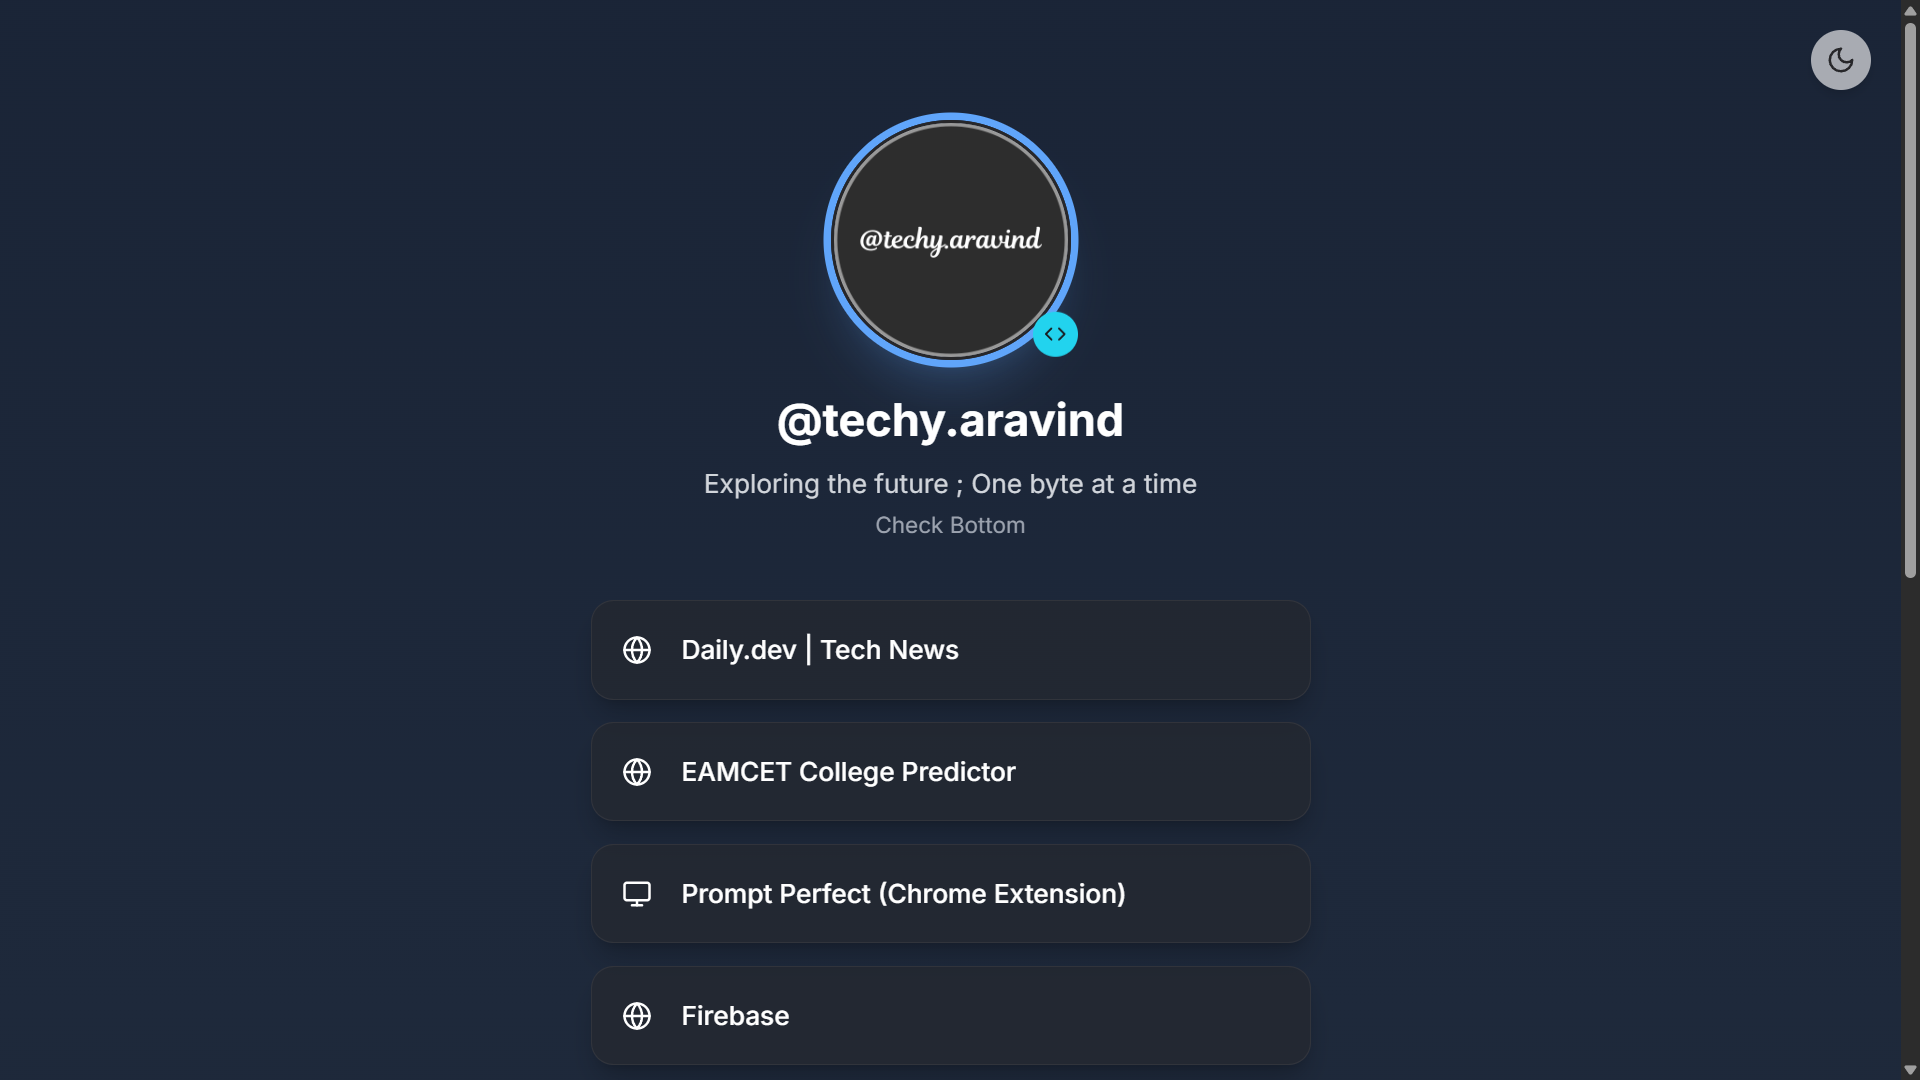 @techy.aravind
@techy.aravind
Exploring the future ; One byte at a time
Check Bottom
Daily.dev | Tech News
EAMCET College Predictor
Prompt Perfect (Chrome Extension)
Firebase